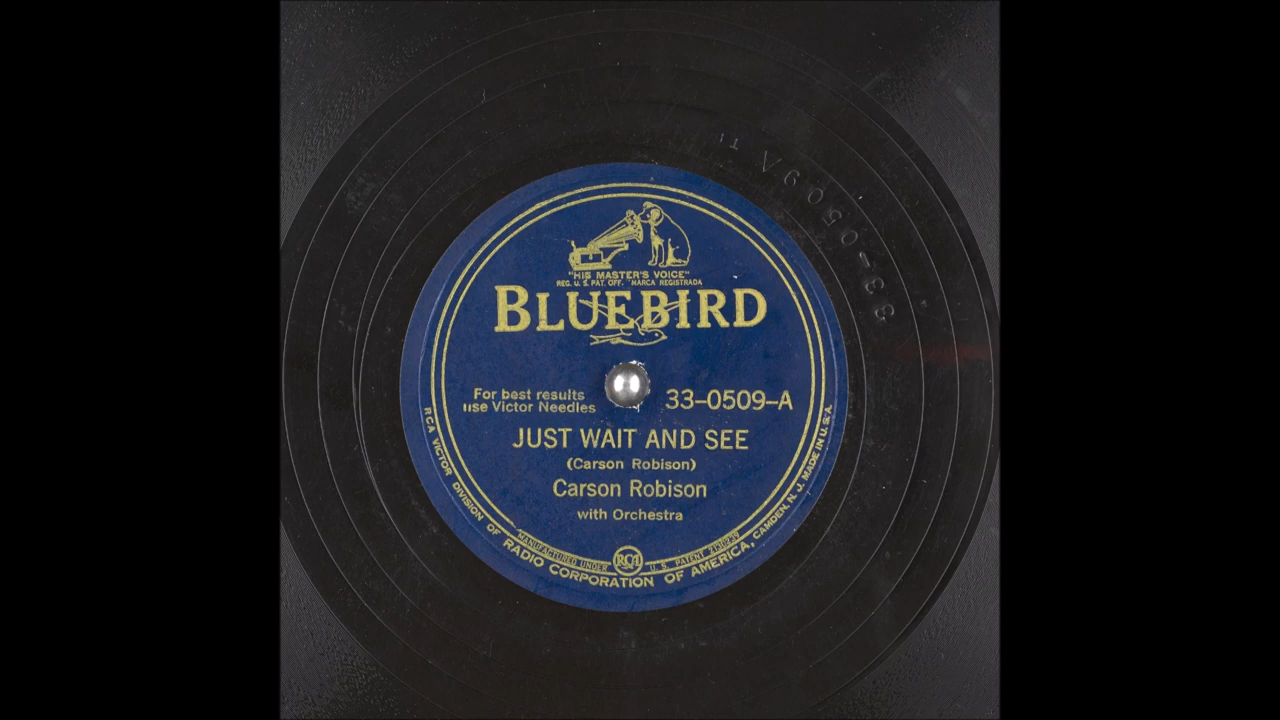 "HIS MASTER'S VOICE"
REG. U. S. PAT. OFF. MARCA REGISTRADA
BLUEBIRD
For best results
use Victor Needles
33-0509-A
JUST WAIT AND SEE
(Carson Robison)
Carson Robison
with Orchestra
MANUFACTURED UNDER RCA U. S. PATENT
RCA VICTOR DIVISION OF RADIO CORPORATION OF AMERICA, CAMDEN, N. J. MADE IN U.S.A.
33-0509A